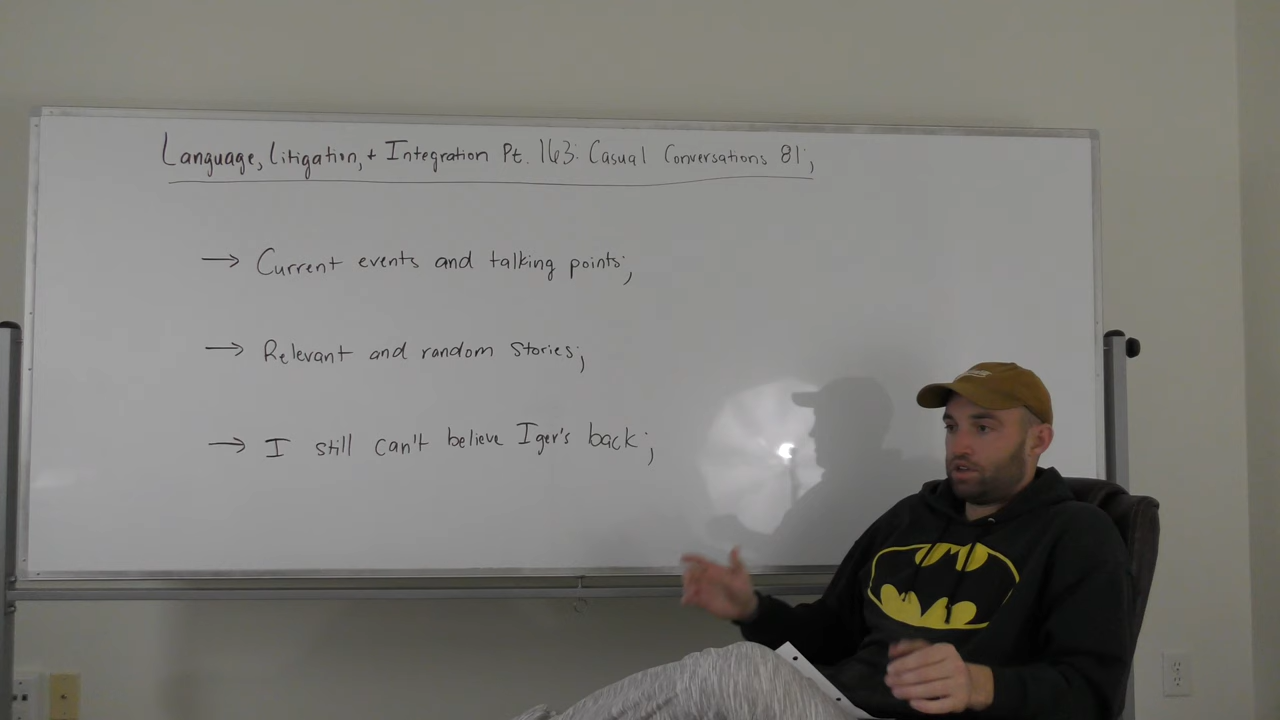 Language, Litigation, + Integration Pt. 163: Casual Conversations 81;
→ Current events and talking points;
→ Relevant and random stories;
→ I still can't believe Iger's back;